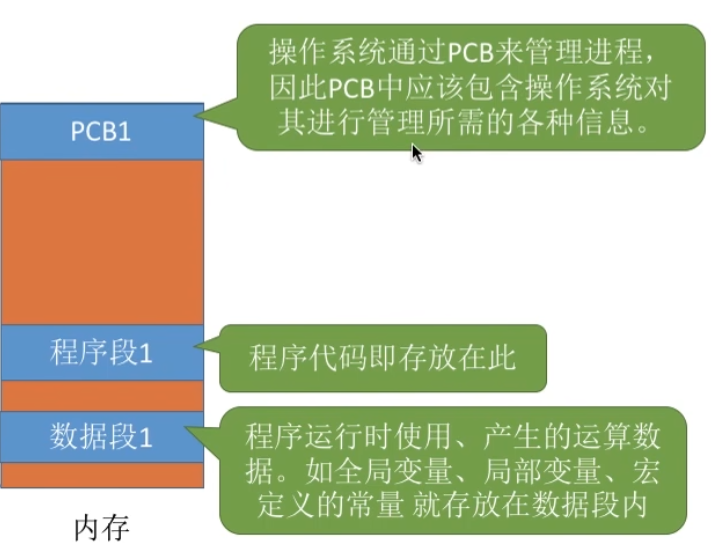 操作系统通过PCB来管理进程，
因此PCB中应该包含操作系统对
其进行管理所需的各种信息。
PCB1
程序段1
程序代码即存放在此
数据段1
程序运行时使用、产生的运算数
据。如全局变量、局部变量、宏
定义的常量 就存放在数据段内
内存